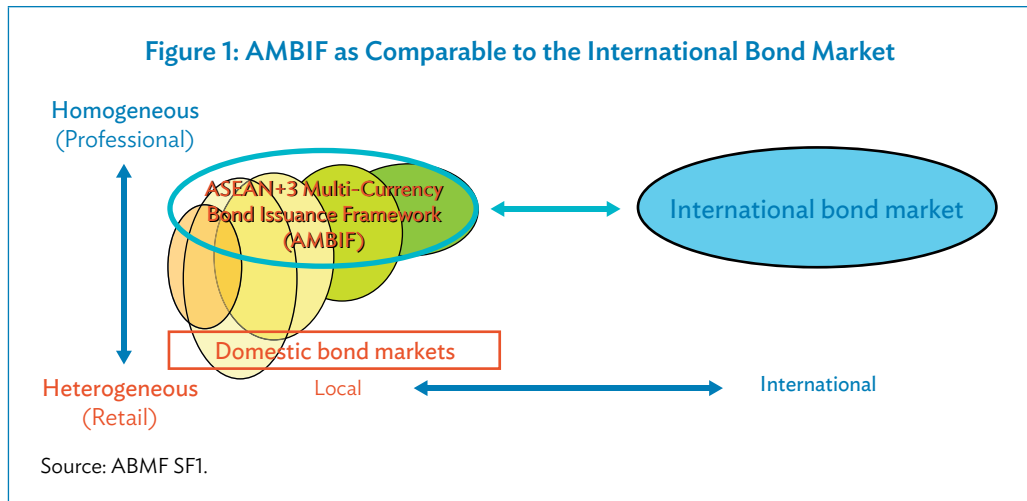 Figure 1: AMBIF as Comparable to the International Bond Market
Homogeneous
(Professional)
ASEAN+3 Multi-Currency
Bond Issuance Framework
(AMBIF)
International bond market
Domestic bond markets
Heterogeneous
(Retail)
Local
International
Source: ABMF SF1.